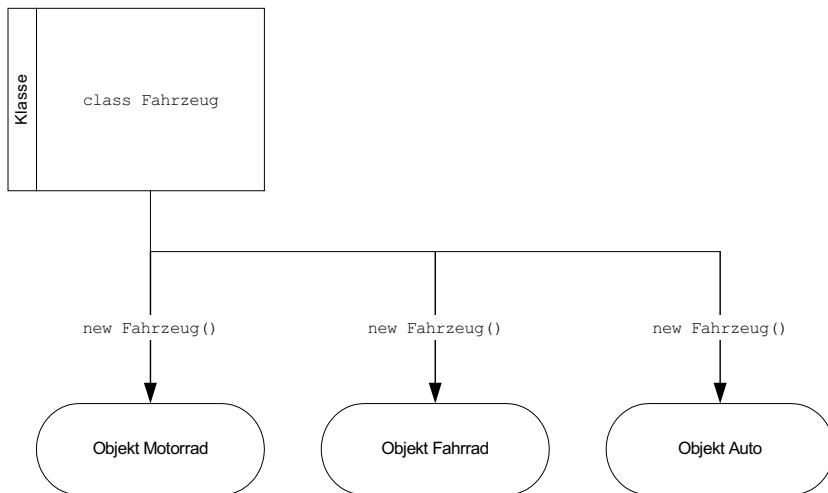 Klasse
class Fahrzeug
new Fahrzeug()
new Fahrzeug()
new Fahrzeug()
Objekt Motorrad
Objekt Fahrrad
Objekt Auto